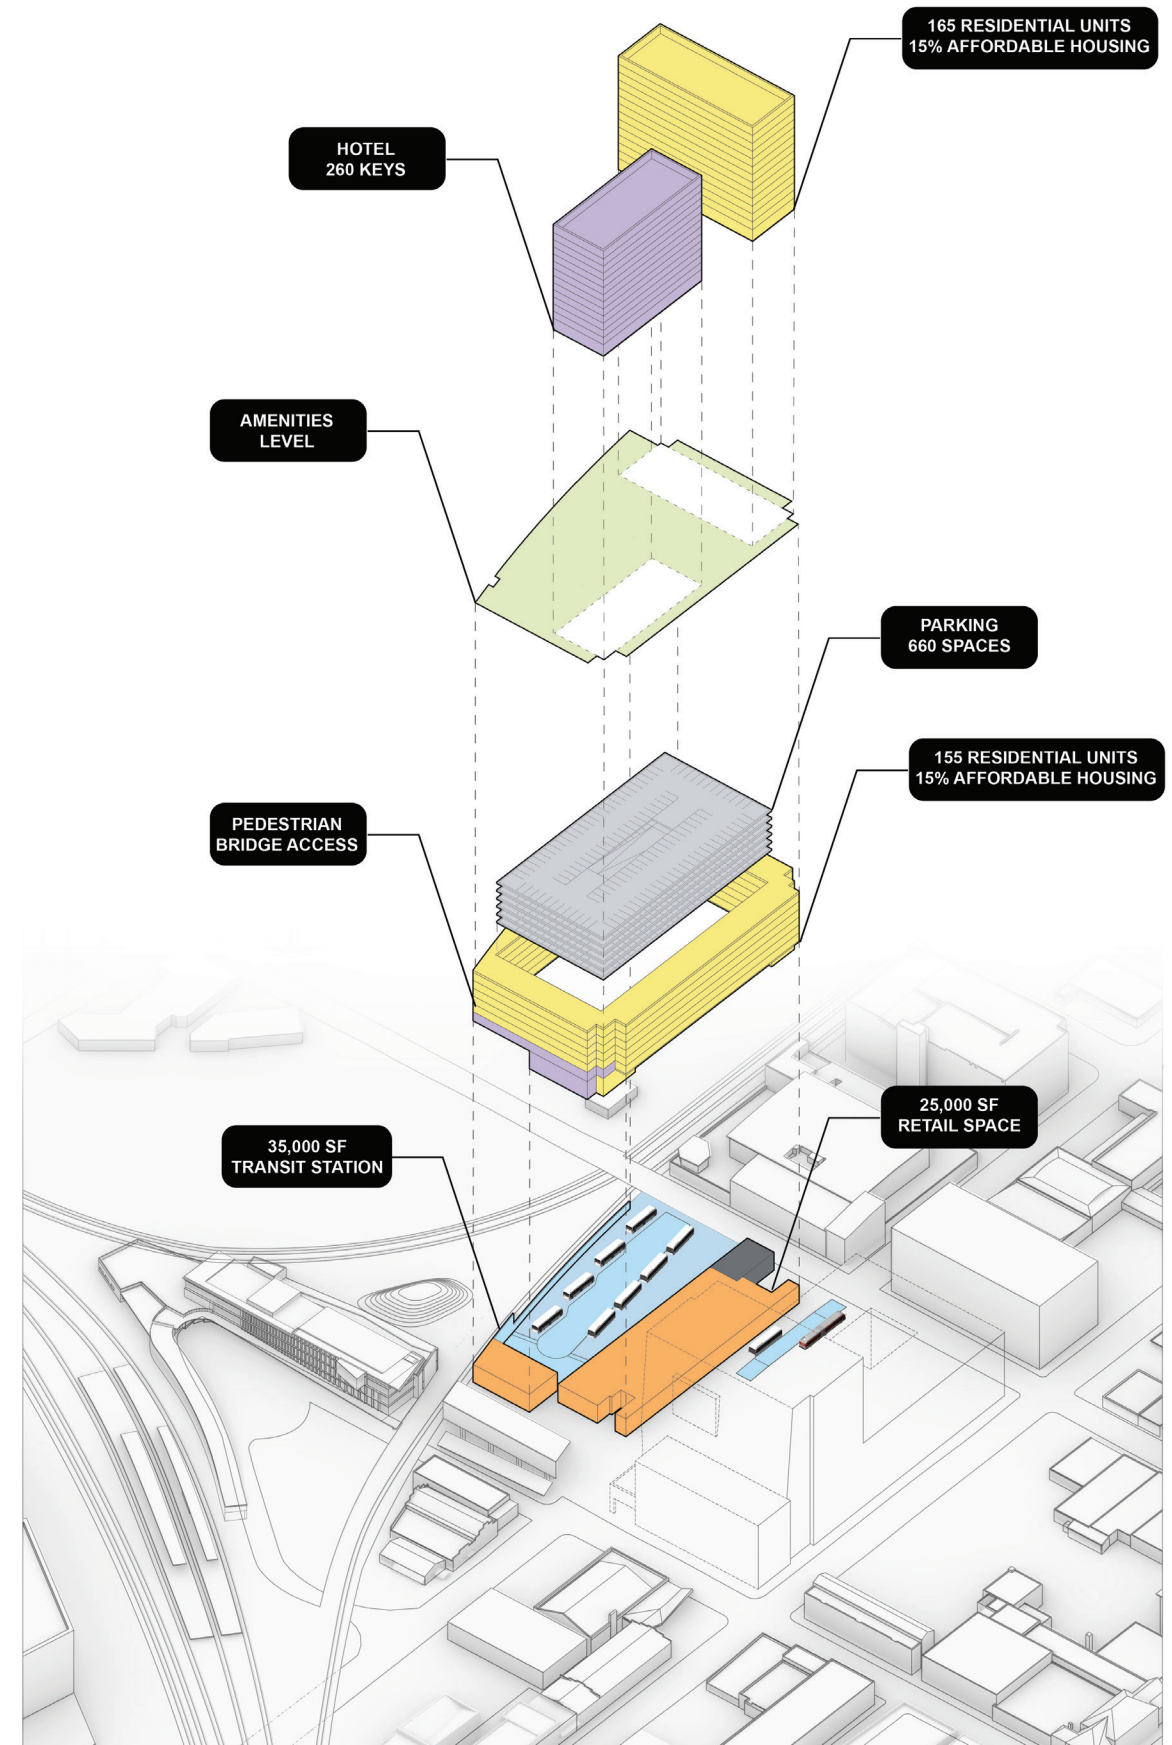 165 RESIDENTIAL UNITS
15% AFFORDABLE HOUSING
HOTEL
260 KEYS
AMENITIES
LEVEL
PARKING
660 SPACES
155 RESIDENTIAL UNITS
15% AFFORDABLE HOUSING
PEDESTRIAN
BRIDGE ACCESS
25,000 SF
RETAIL SPACE
35,000 SF
TRANSIT STATION